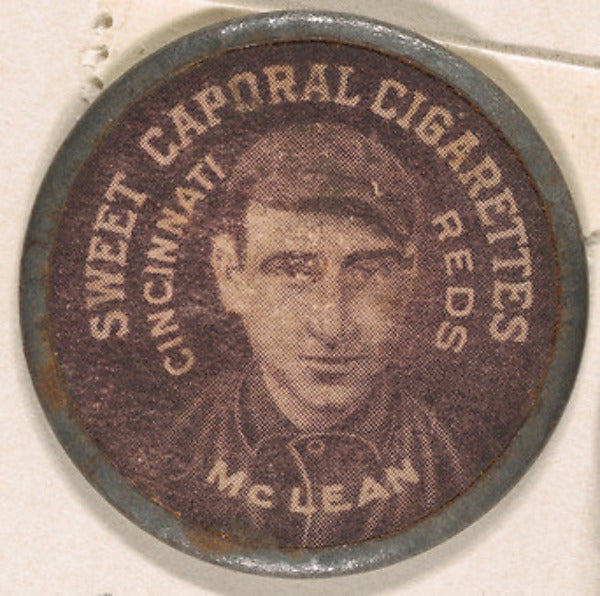 SWEET CAPORAL CIGARETTES
CINCINNATI REDS
MC LEAN